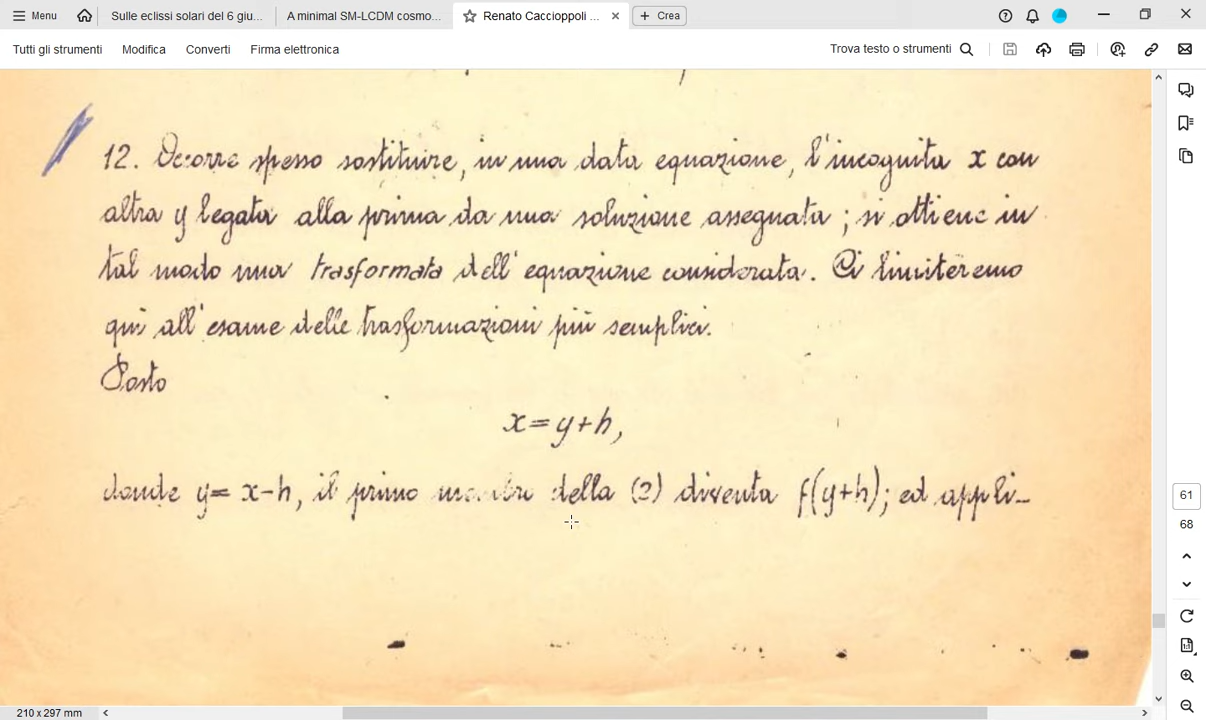 Menu
Sulle eclissi solari del 6 giu...
A minimal SM-LCDM cosmo...
Renato Caccioppoli ...
Crea
Tutti gli strumenti Modifica Converti Firma elettronica
Trova testo o strumenti
12. Occorre spesso sostituire, in una data equazione, l'incognita x con
altra y legata alla prima da una soluzione assegnata; si ottiene in
tal modo una trasformata dell'equazione considerata. Ci limiteremo
qui all'esame delle trasformazioni più semplici.
Posto
x = y+h,
donde y= x-h, il primo membro della (2) diventa f(y+h); ed appli-
61
68
210 x 297 mm